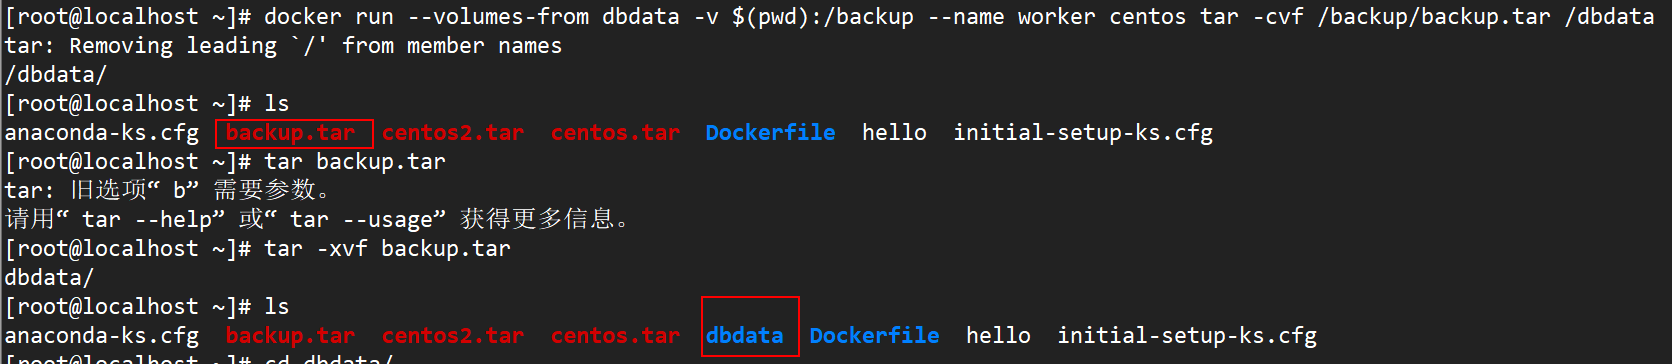 [root@localhost ~]# docker run --volumes-from dbdata -v $(pwd):/backup --name worker centos tar -cvf /backup/backup.tar /dbdata
tar: Removing leading `/' from member names
/dbdata/
[root@localhost ~]# ls
anaconda-ks.cfg  backup.tar  centos2.tar  centos.tar  Dockerfile  hello  initial-setup-ks.cfg
[root@localhost ~]# tar backup.tar
tar: 旧选项“ b” 需要参数。
请用“ tar --help” 或“ tar --usage” 获得更多信息。
[root@localhost ~]# tar -xvf backup.tar
dbdata/
[root@localhost ~]# ls
anaconda-ks.cfg  backup.tar  centos2.tar  centos.tar  dbdata  Dockerfile  hello  initial-setup-ks.cfg
[root@localhost ~]# cd dbdata/